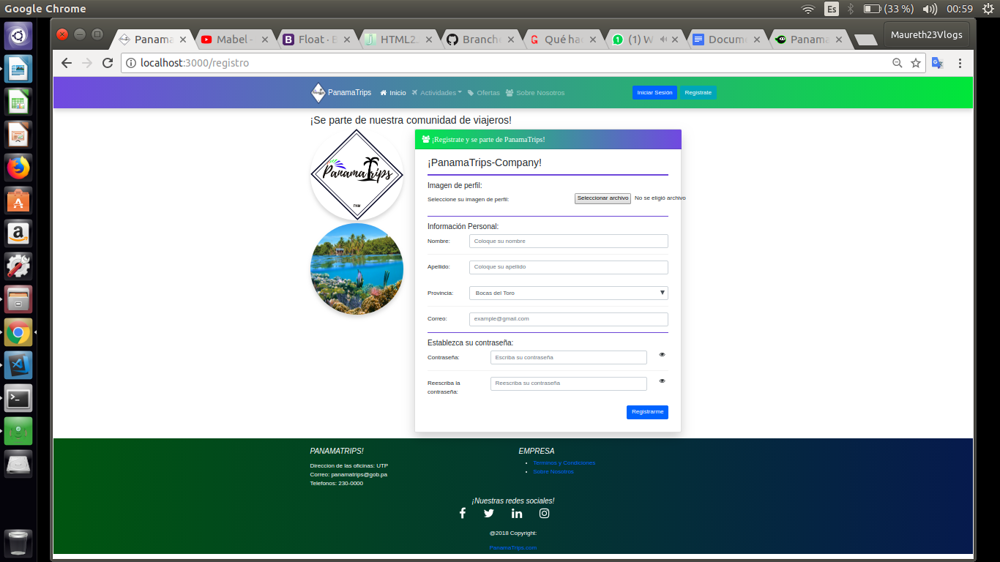 Google Chrome
Es
(33 %)
00:59
Panama
Mabel -
Float · B
HTML2
Branche
Qué hac
(1) W
Docume
Panama
Maureth23Vlogs
localhost:3000/registro
PanamaTrips
Inicio
Actividades
Ofertas
Sobre Nosotros
Iniciar Sesión
Registrate
¡Se parte de nuestra comunidad de viajeros!
PanamaTrips
PNM
¡Registrate y se parte de PanamaTrips!
¡PanamaTrips-Company!
Imagen de perfil:
Seleccione su imagen de perfil:
Seleccionar archivo
No se eligió archivo
Información Personal:
Nombre:
Coloque su nombre
Apellido:
Coloque su apellido
Provincia:
Bocas del Toro
Correo:
example@gmail.com
Establezca su contraseña:
Contraseña:
Escriba su contraseña
Reescriba la
contraseña:
Reescriba su contraseña
Registrarme
PANAMATRIPS!
Direccion de las oficinas: UTP
Correo: panamatrips@gob.pa
Telefonos: 230-0000
EMPRESA
Terminos y Condiciones
Sobre Nosotros
¡Nuestras redes sociales!
@2018 Copyright:
PanamaTrips.com